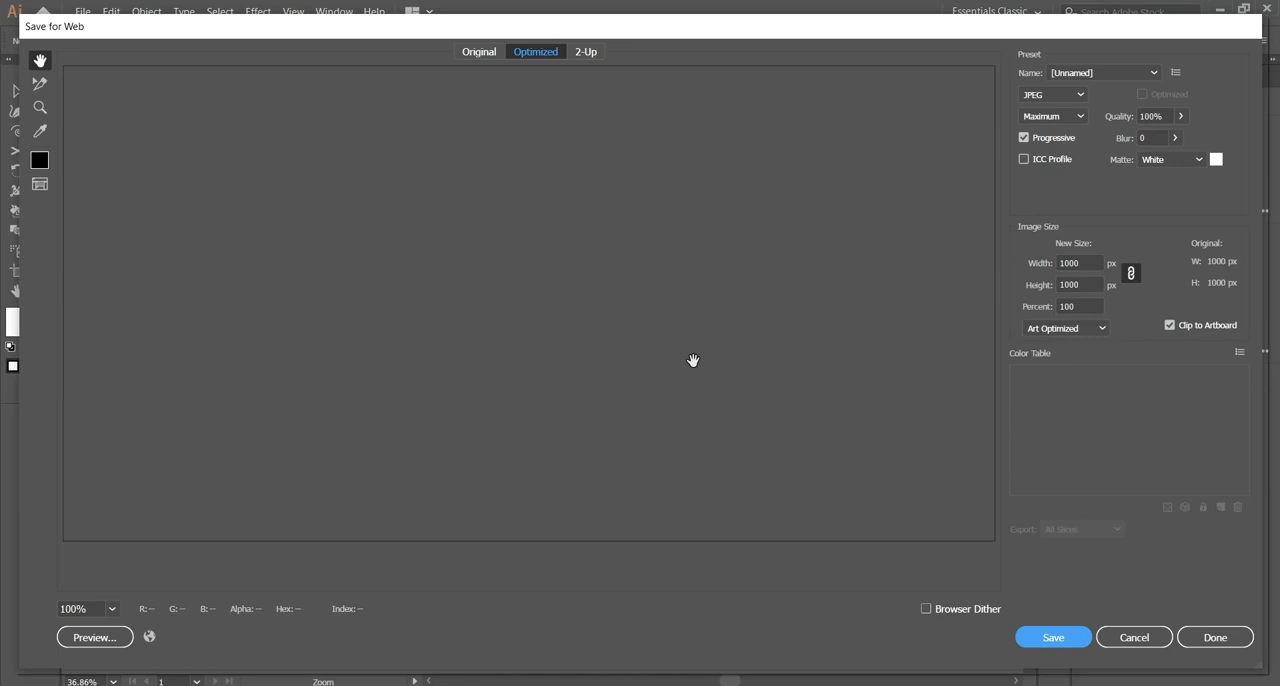 Ai File Edit Object Type Select Effect View Window Help Essentials Classic Search Adobe Stock
Save for Web
Original Optimized 2-Up
Preset
Name: [Unnamed]
JPEG Optimized
Maximum Quality: 100%
Progressive Blur: 0
ICC Profile Matte: White
Image Size
New Size: Original:
Width: 1000 px W: 1000 px
Height: 1000 px H: 1000 px
Percent: 100
Art Optimized Clip to Artboard
Color Table
Export: All Slices
100% R: -- G: -- B: -- Alpha: -- Hex: -- Index: -- Browser Dither
Preview... Save Cancel Done
36.86% 1 Zoom